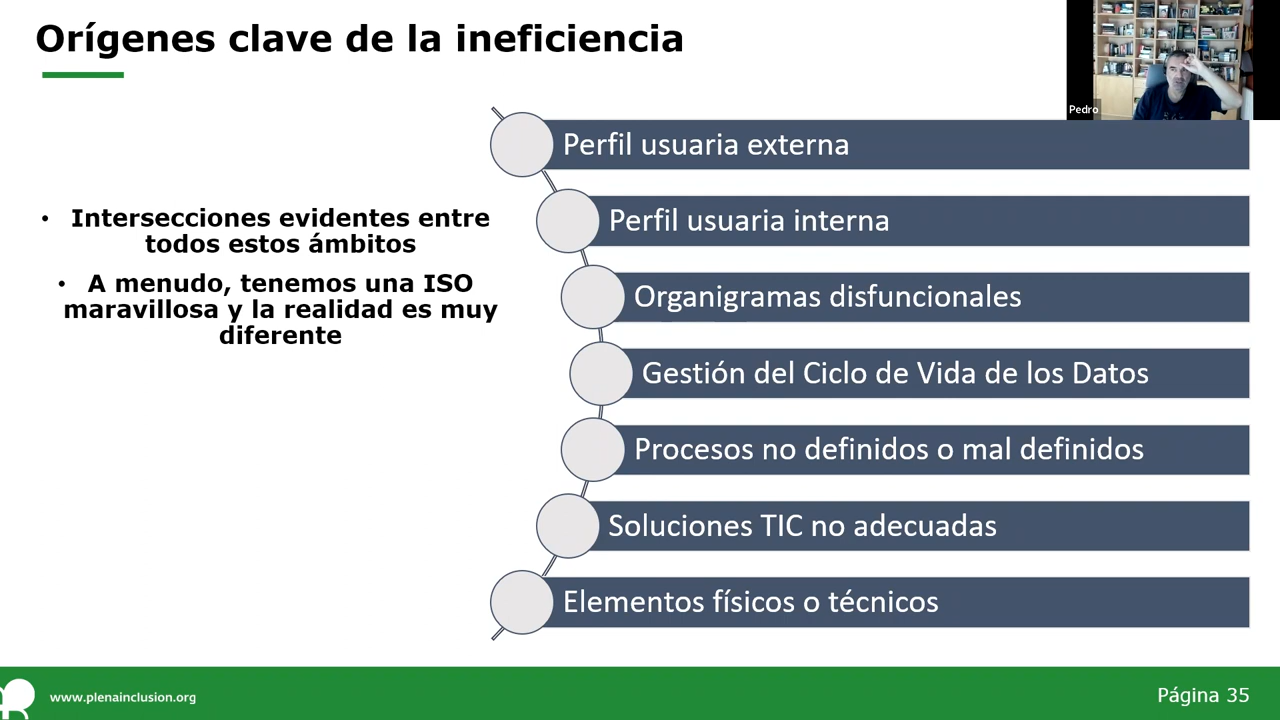 Orígenes clave de la ineficiencia
Pedro
• Intersecciones evidentes entre
todos estos ámbitos
• A menudo, tenemos una ISO
maravillosa y la realidad es muy
diferente
Perfil usuaria externa
Perfil usuaria interna
Organigramas disfuncionales
Gestión del Ciclo de Vida de los Datos
Procesos no definidos o mal definidos
Soluciones TIC no adecuadas
Elementos físicos o técnicos
www.plenainclusion.org
Página 35